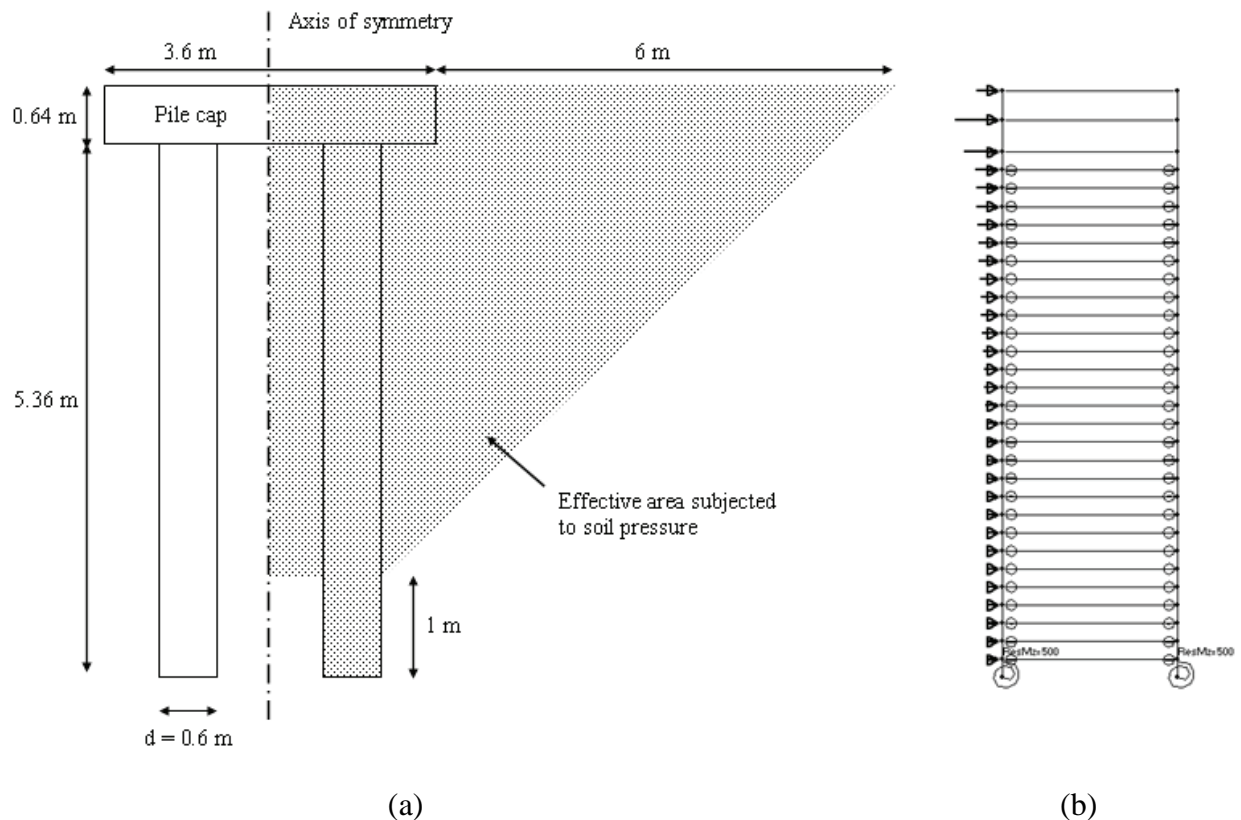 Axis of symmetry
3.6 m
6 m
0.64 m
Pile cap
5.36 m
Effective area subjected
to soil pressure
1 m
ResMz=500
ResMz=500
d = 0.6 m
(a)
(b)